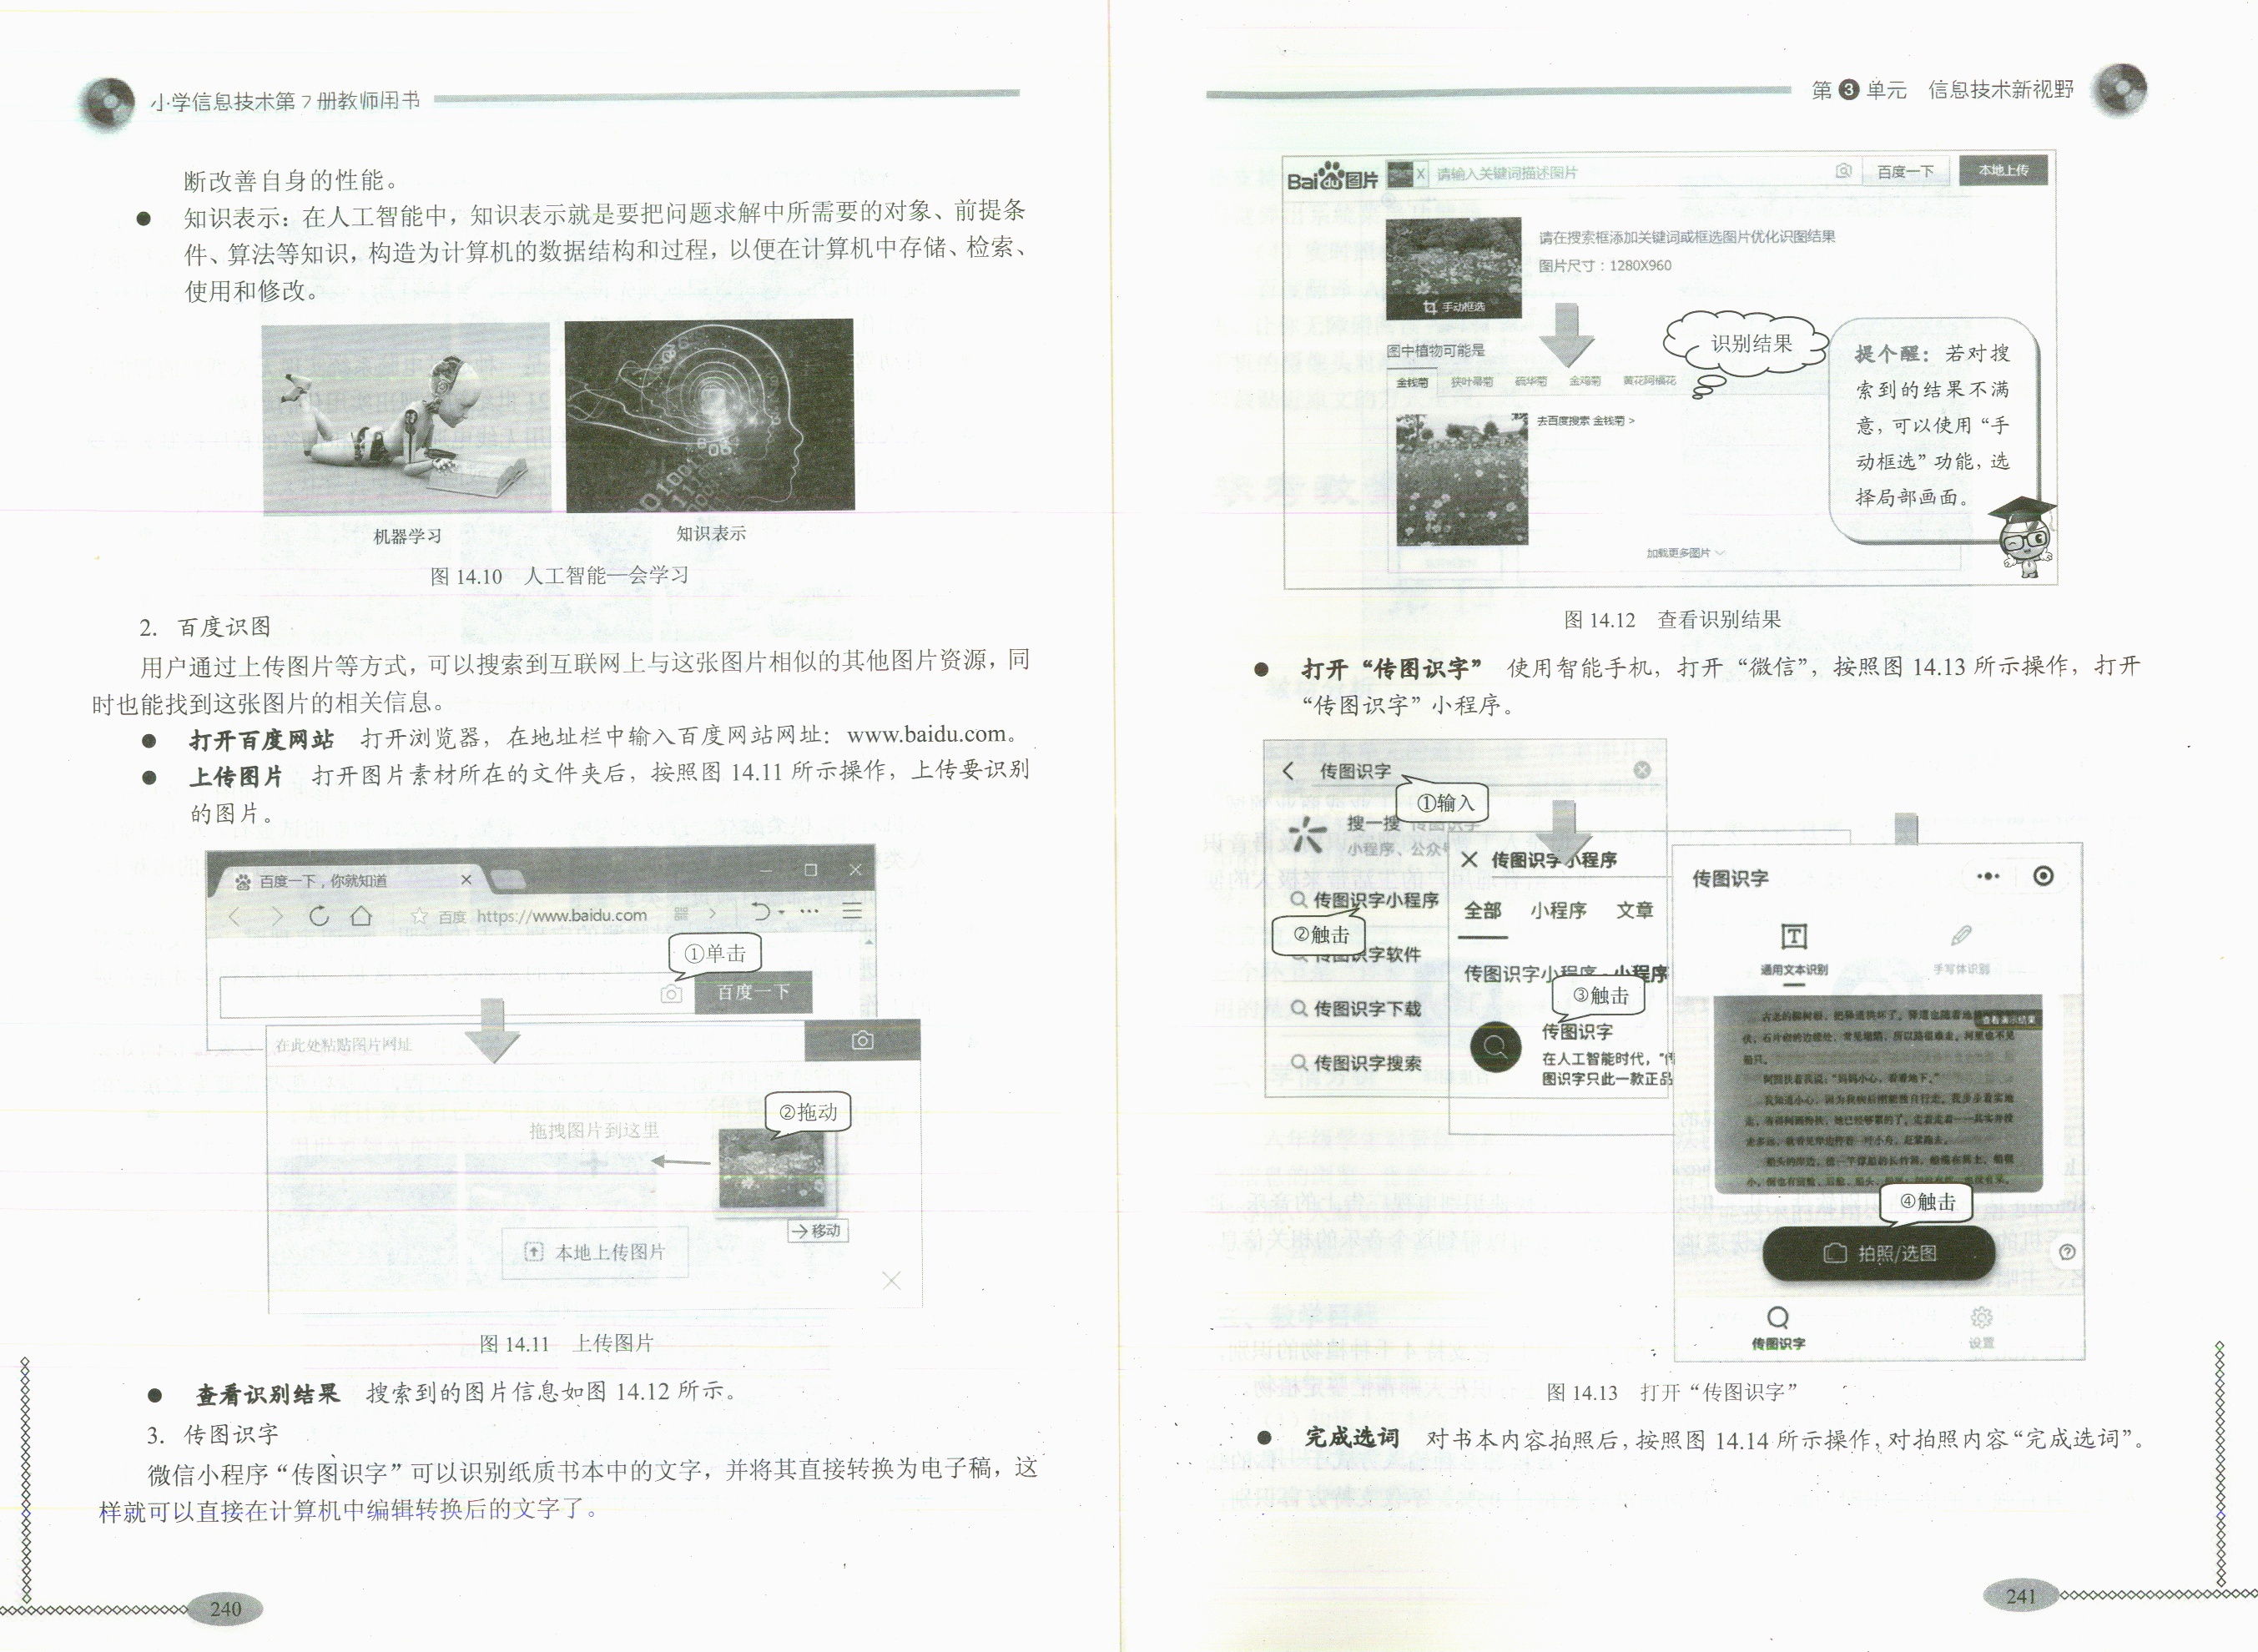 小学信息技术第7册教师用书
断改善自身的性能。
● 知识表示：在人工智能中，知识表示就是要把问题求解中所需要的对象、前提条
件、算法等知识，构造为计算机的数据结构和过程，以便在计算机中存储、检索、
使用和修改。
机器学习
知识表示
图 14.10 人工智能—会学习
2. 百度识图
用户通过上传图片等方式，可以搜索到互联网上与这张图片相似的其他图片资源，同
时也能找到这张图片的相关信息。
● 打开百度网站 打开浏览器，在地址栏中输入百度网站网址：www.baidu.com。
● 上传图片 打开图片素材所在的文件夹后，按照图 14.11 所示操作，上传要识别
的图片。
百度一下，你就知道
百度 https://www.baidu.com
①单击
百度一下
在此处粘贴图片网址
②拖动
拖拽图片到这里
移动
本地上传图片
图 14.11 上传图片
● 查看识别结果 搜索到的图片信息如图 14.12 所示。
3. 传图识字
微信小程序“传图识字”可以识别纸质书本中的文字，并将其直接转换为电子稿，这
样就可以直接在计算机中编辑转换后的文字了。
240
第3单元 信息技术新视野
Bai du 图片
请输入关键词描述图片
百度一下
本地上传
请在搜索框添加关键词或框选图片优化识图结果
图片尺寸：1280X960
手动框选
识别结果
图中植物可能是
金钱菊 狭叶蓍菊 硫华菊 金鸡菊 黄花阿福花
去百度搜索 金钱菊 >
加载更多图片
提个醒：若对搜
索到的结果不满
意，可以使用“手
动框选”功能，选
择局部画面。
图 14.12 查看识别结果
● 打开“传图识字” 使用智能手机，打开“微信”，按照图 14.13 所示操作，打开
“传图识字”小程序。
传图识字
①输入
搜一搜 传图识字
小程序、公众号
传图识字小程序
②触击
传图识字软件
传图识字下载
传图识字搜索
传图识字小程序
全部 小程序 文章
传图识字小程序 - 小程序
③触击
传图识字
在人工智能时代，“传
图识字只此一款正品
传图识字
通用文本识别
手写体识别
查看演示结果
阿囡扶着我说：“妈妈小心，看着地下。”
④触击
拍照/选图
传图识字
设置
图 14.13 打开“传图识字”
● 完成选词 对书本内容拍照后，按照图 14.14 所示操作，对拍照内容“完成选词”。
241